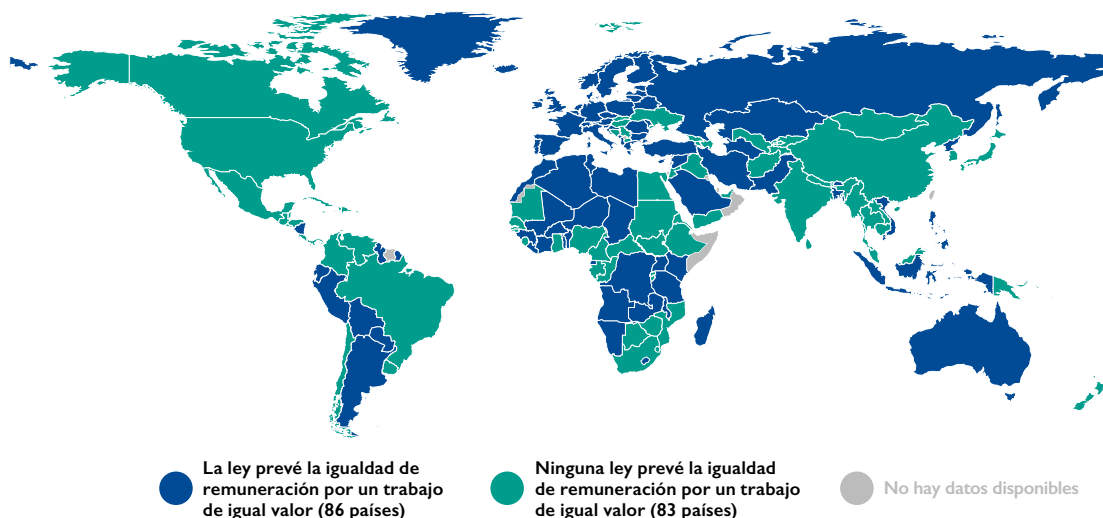 La ley prevé la igualdad de
remuneración por un trabajo
de igual valor (86 países)
Ninguna ley prevé la igualdad
de remuneración por un trabajo
de igual valor (83 países)
No hay datos disponibles